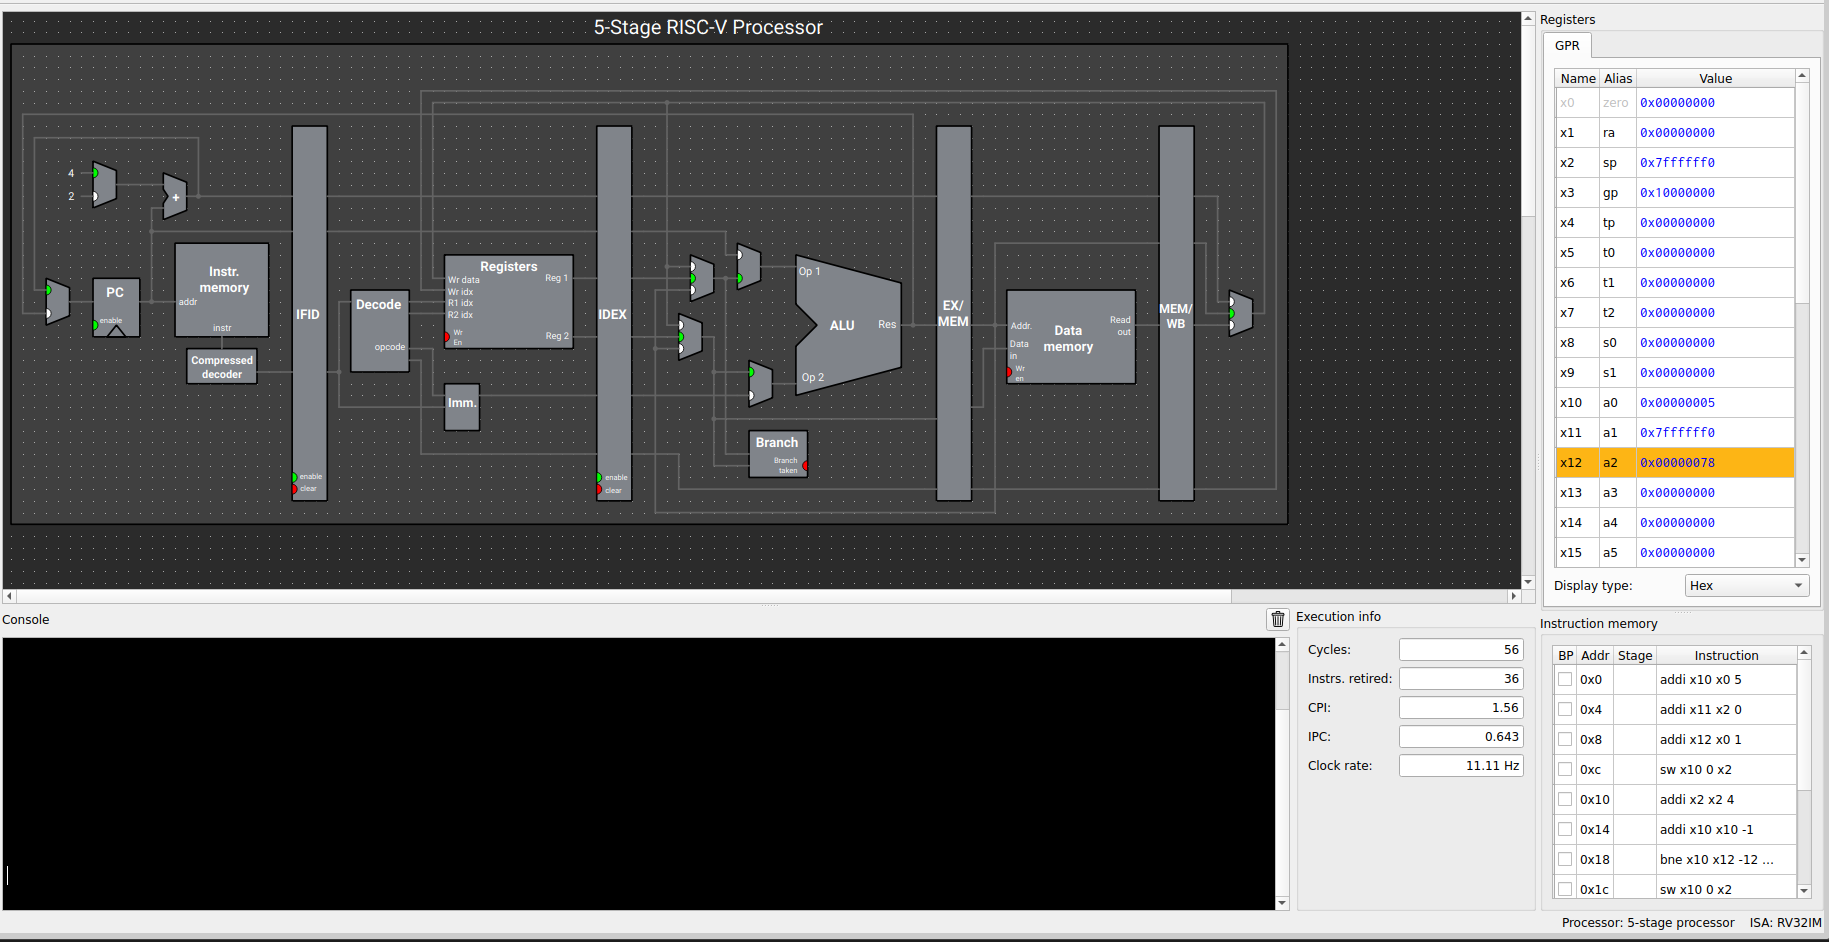 5-Stage RISC-V Processor
4
2
+
Instr.
memory
addr
instr
PC
enable
Compressed
decoder
IFID
enable
clear
Decode
opcode
Registers
Wr data
Wr idx
R1 idx
R2 idx
Wr
En
Reg 1
Reg 2
Imm.
IDEX
enable
clear
Op 1
ALU
Res
Op 2
Branch
Branch
taken
EX/
MEM
Addr.
Data
in
Wr
en
Data
memory
Read
out
MEM/
WB
Registers
GPR
Name Alias Value
x0 zero 0x00000000
x1 ra 0x00000000
x2 sp 0x7ffffff0
x3 gp 0x10000000
x4 tp 0x00000000
x5 t0 0x00000000
x6 t1 0x00000000
x7 t2 0x00000000
x8 s0 0x00000000
x9 s1 0x00000000
x10 a0 0x00000005
x11 a1 0x7ffffff0
x12 a2 0x00000078
x13 a3 0x00000000
x14 a4 0x00000000
x15 a5 0x00000000
Display type: Hex
Console
Execution info
Cycles: 56
Instrs. retired: 36
CPI: 1.56
IPC: 0.643
Clock rate: 11.11 Hz
Instruction memory
BP Addr Stage Instruction
0x0 addi x10 x0 5
0x4 addi x11 x2 0
0x8 addi x12 x0 1
0xc sw x10 0 x2
0x10 addi x2 x2 4
0x14 addi x10 x10 -1
0x18 bne x10 x12 -12 ...
0x1c sw x10 0 x2
Processor: 5-stage processor ISA: RV32IM